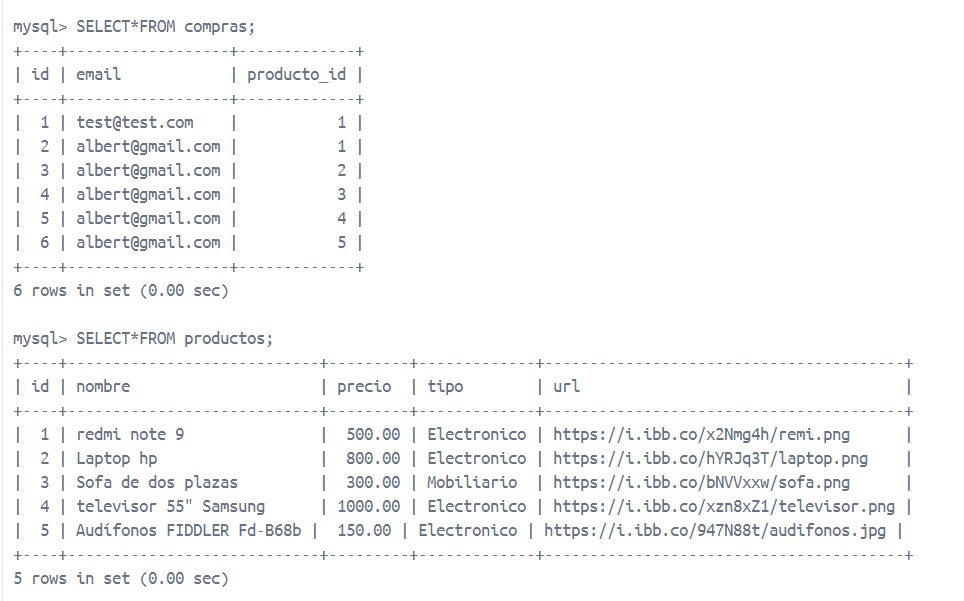 mysql> SELECT*FROM compras;
+----+------------------+-------------+
| id | email            | producto_id |
+----+------------------+-------------+
|  1 | test@test.com    |           1 |
|  2 | albert@gmail.com |           1 |
|  3 | albert@gmail.com |           2 |
|  4 | albert@gmail.com |           3 |
|  5 | albert@gmail.com |           4 |
|  6 | albert@gmail.com |           5 |
+----+------------------+-------------+
6 rows in set (0.00 sec)

mysql> SELECT*FROM productos;
+----+----------------------------+---------+-------------+----------------------------------------+
| id | nombre                     | precio  | tipo        | url                                    |
+----+----------------------------+---------+-------------+----------------------------------------+
|  1 | redmi note 9               |  500.00 | Electronico | https://i.ibb.co/x2Nmg4h/remi.png      |
|  2 | Laptop hp                  |  800.00 | Electronico | https://i.ibb.co/hYRJq3T/laptop.png    |
|  3 | Sofa de dos plazas         |  300.00 | Mobiliario  | https://i.ibb.co/bNVVxxw/sofa.png      |
|  4 | televisor 55" Samsung      | 1000.00 | Electronico | https://i.ibb.co/xzn8xZ1/televisor.png |
|  5 | Audífonos FIDDLER Fd-B68b |  150.00 | Electronico | https://i.ibb.co/947N88t/audifonos.jpg |
+----+----------------------------+---------+-------------+----------------------------------------+
5 rows in set (0.00 sec)